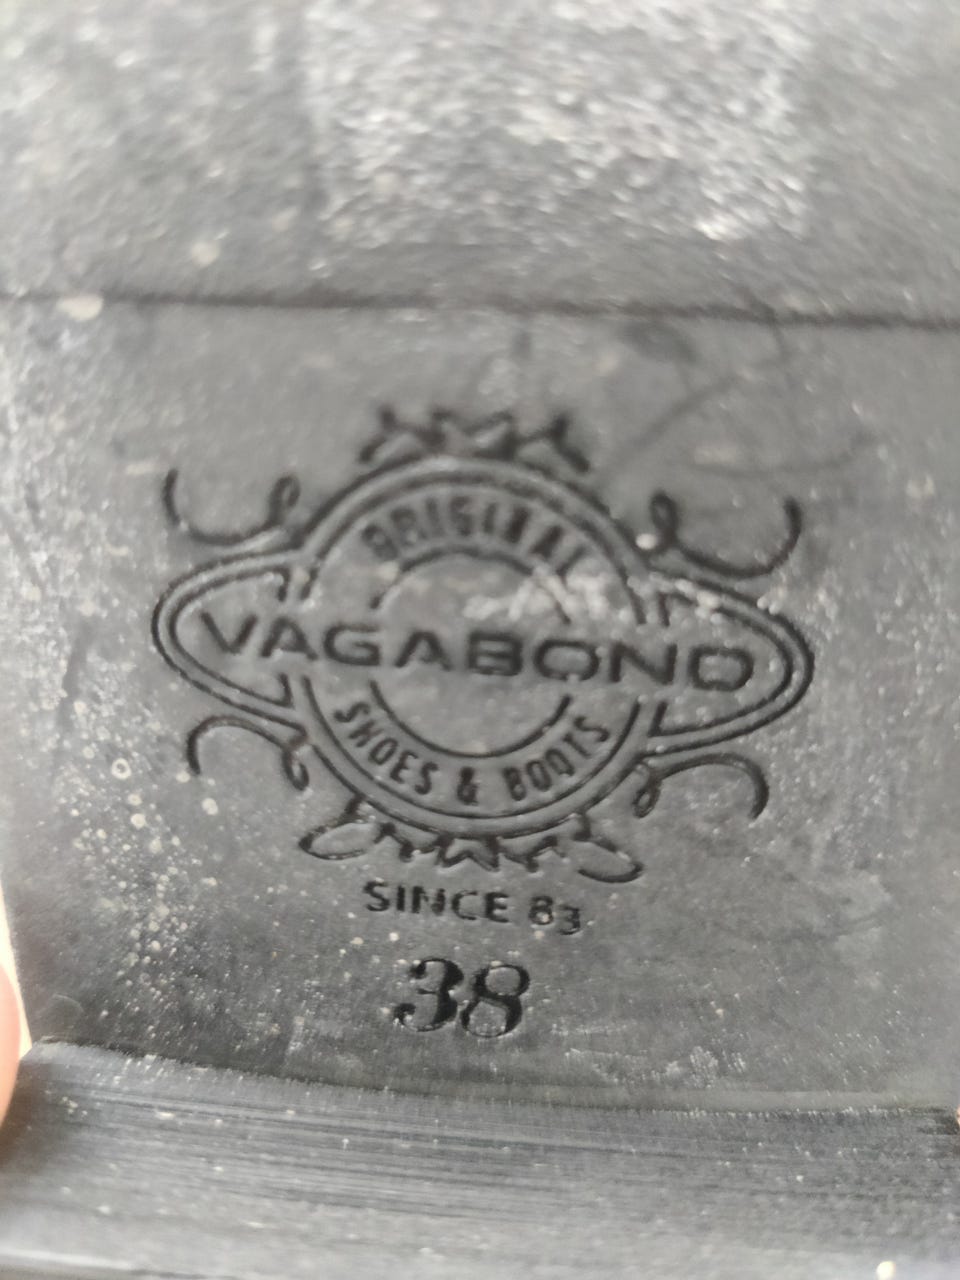 ORIGINAL
VAGABOND
SHOES & BOOTS
SINCE 83
38